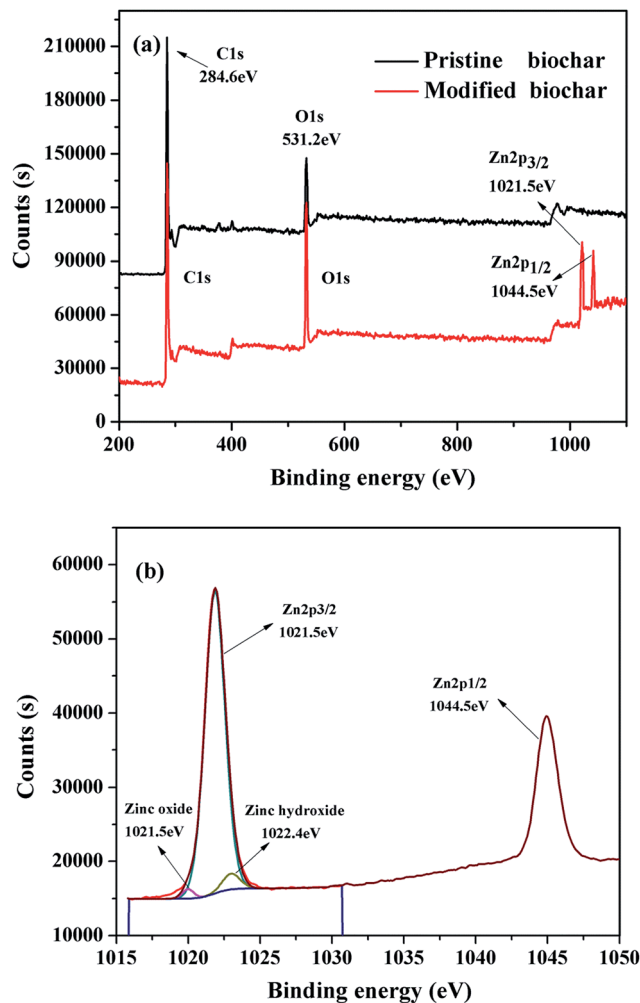 (a)
C1s
284.6eV
Pristine biochar
Modified biochar
O1s
531.2eV
Zn2p3/2
1021.5eV
Zn2p1/2
1044.5eV
C1s
O1s
210000
180000
150000
120000
90000
60000
30000
0
Counts (s)
200
400
600
800
1000
Binding energy (eV)
(b)
Zn2p3/2
1021.5eV
Zn2p1/2
1044.5eV
Zinc oxide
1021.5eV
Zinc hydroxide
1022.4eV
60000
50000
40000
30000
20000
10000
Counts (s)
1015
1020
1025
1030
1035
1040
1045
1050
Binding energy (eV)